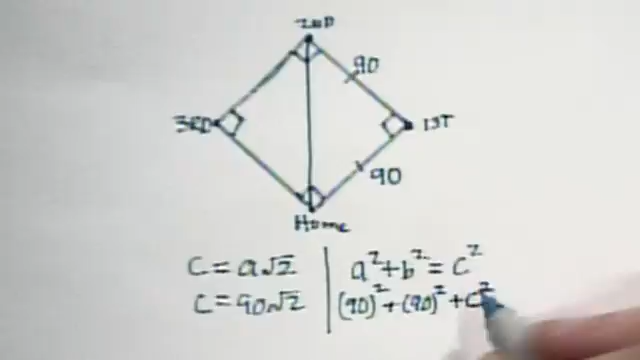 2ND
90
3RD
1ST
90
Home
c = a√2
a² + b² = c²
c = 90√2
(90)² + (90)² + c²